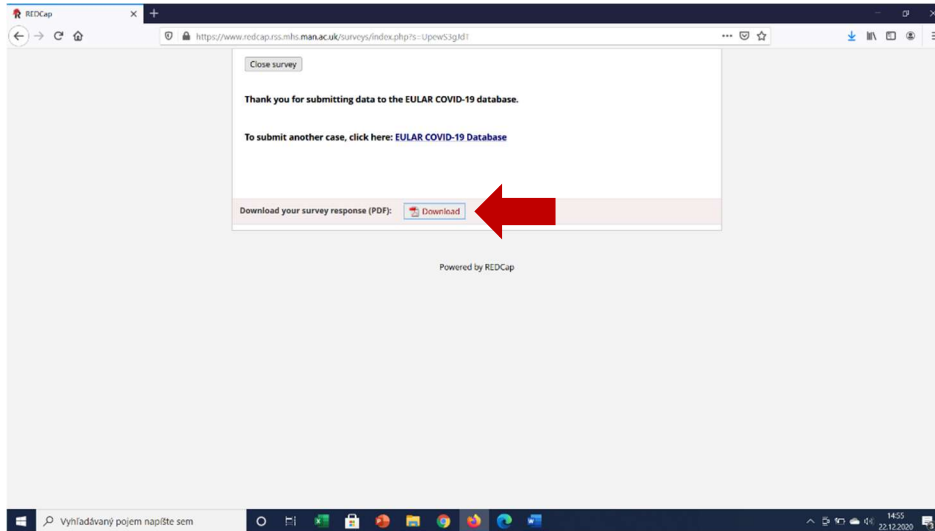 REDCap
https://www.redcap.rss.mhs.man.ac.uk/surveys/index.php?s=UpewS3gJdT
Close survey
Thank you for submitting data to the EULAR COVID-19 database.
To submit another case, click here: EULAR COVID-19 Database
Download your survey response (PDF): Download
Powered by REDCap
Vyhľadávaný pojem napíšte sem
14:55
22.12.2020